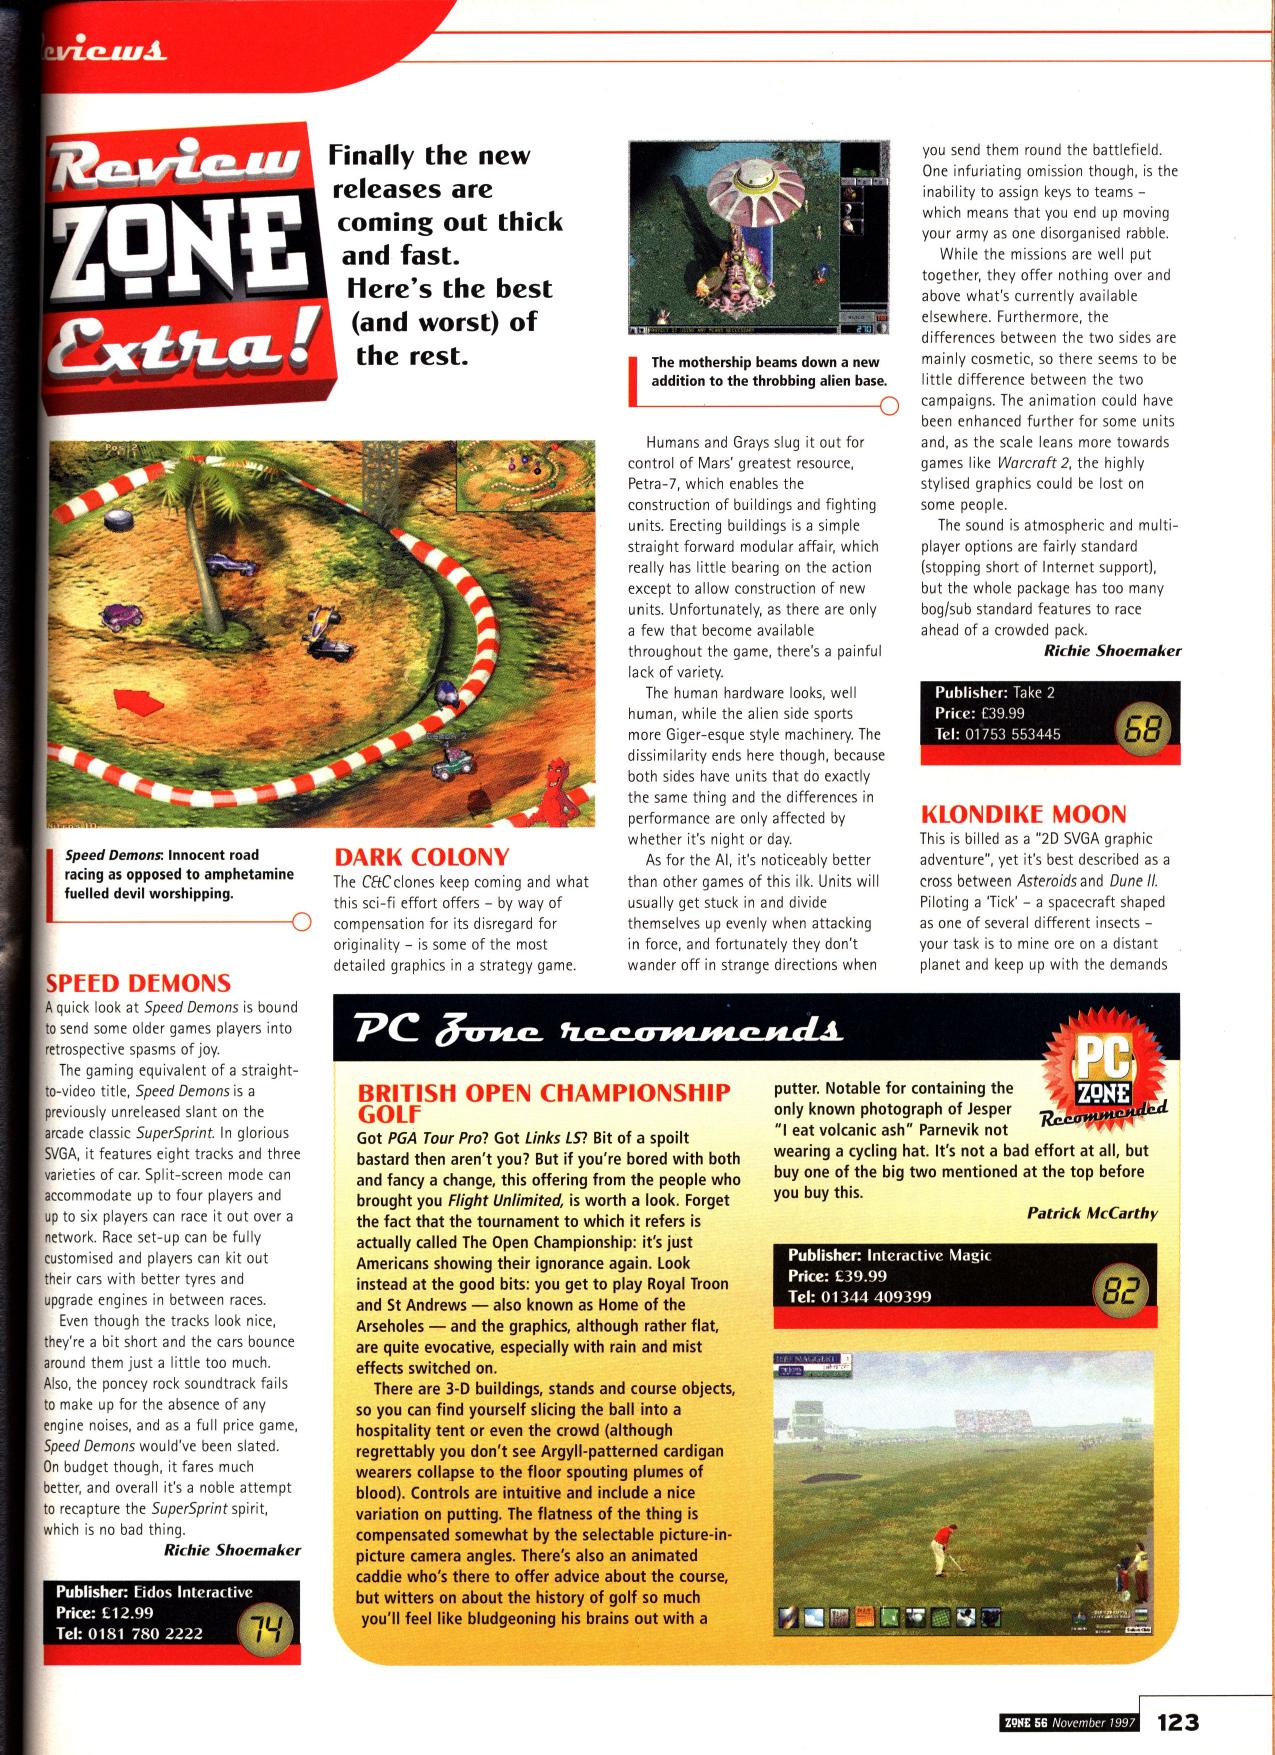 Reviews
Review
ZONE
Extra!
Finally the new
releases are
coming out thick
and fast.
Here's the best
(and worst) of
the rest.
Speed Demons: Innocent road
racing as opposed to amphetamine
fuelled devil worshipping.
SPEED DEMONS
A quick look at Speed Demons is bound
to send some older games players into
retrospective spasms of joy.
The gaming equivalent of a straight-
to-video title, Speed Demons is a
previously unreleased slant on the
arcade classic SuperSprint. In glorious
SVGA, it features eight tracks and three
varieties of car. Split-screen mode can
accommodate up to four players and
up to six players can race it out over a
network. Race set-up can be fully
customised and players can kit out
their cars with better tyres and
upgrade engines in between races.
Even though the tracks look nice,
they're a bit short and the cars bounce
around them just a little too much.
Also, the poncey rock soundtrack fails
to make up for the absence of any
engine noises, and as a full price game,
Speed Demons would've been slated.
On budget though, it fares much
better, and overall it's a noble attempt
to recapture the SuperSprint spirit,
which is no bad thing.
Richie Shoemaker
Publisher: Eidos Interactive
Price: £12.99
Tel: 0181 780 2222
74
DARK COLONY
The C&C clones keep coming and what
this sci-fi effort offers – by way of
compensation for its disregard for
originality – is some of the most
detailed graphics in a strategy game.
The mothership beams down a new
addition to the throbbing alien base.
Humans and Grays slug it out for
control of Mars' greatest resource,
Petra-7, which enables the
construction of buildings and fighting
units. Erecting buildings is a simple
straight forward modular affair, which
really has little bearing on the action
except to allow construction of new
units. Unfortunately, as there are only
a few that become available
throughout the game, there's a painful
lack of variety.
The human hardware looks, well
human, while the alien side sports
more Giger-esque style machinery. The
dissimilarity ends here though, because
both sides have units that do exactly
the same thing and the differences in
performance are only affected by
whether it's night or day.
As for the AI, it's noticeably better
than other games of this ilk. Units will
usually get stuck in and divide
themselves up evenly when attacking
in force, and fortunately they don't
wander off in strange directions when
you send them round the battlefield.
One infuriating omission though, is the
inability to assign keys to teams –
which means that you end up moving
your army as one disorganised rabble.
While the missions are well put
together, they offer nothing over and
above what's currently available
elsewhere. Furthermore, the
differences between the two sides are
mainly cosmetic, so there seems to be
little difference between the two
campaigns. The animation could have
been enhanced further for some units
and, as the scale leans more towards
games like Warcraft 2, the highly
stylised graphics could be lost on
some people.
The sound is atmospheric and multi-
player options are fairly standard
(stopping short of Internet support),
but the whole package has too many
bog/sub standard features to race
ahead of a crowded pack.
Richie Shoemaker
Publisher: Take 2
Price: £39.99
Tel: 01753 553445
68
KLONDIKE MOON
This is billed as a "2D SVGA graphic
adventure", yet it's best described as a
cross between Asteroids and Dune II.
Piloting a 'Tick' – a spacecraft shaped
as one of several different insects –
your task is to mine ore on a distant
planet and keep up with the demands
PC Zone recommends
PC
ZONE
Recommended
BRITISH OPEN CHAMPIONSHIP
GOLF
Got PGA Tour Pro? Got Links LS? Bit of a spoilt
bastard then aren't you? But if you're bored with both
and fancy a change, this offering from the people who
brought you Flight Unlimited, is worth a look. Forget
the fact that the tournament to which it refers is
actually called The Open Championship: it's just
Americans showing their ignorance again. Look
instead at the good bits: you get to play Royal Troon
and St Andrews — also known as Home of the
Arseholes — and the graphics, although rather flat,
are quite evocative, especially with rain and mist
effects switched on.
There are 3-D buildings, stands and course objects,
so you can find yourself slicing the ball into a
hospitality tent or even the crowd (although
regrettably you don't see Argyll-patterned cardigan
wearers collapse to the floor spouting plumes of
blood). Controls are intuitive and include a nice
variation on putting. The flatness of the thing is
compensated somewhat by the selectable picture-in-
picture camera angles. There's also an animated
caddie who's there to offer advice about the course,
but witters on about the history of golf so much
you'll feel like bludgeoning his brains out with a
putter. Notable for containing the
only known photograph of Jesper
"I eat volcanic ash" Parnevik not
wearing a cycling hat. It's not a bad effort at all, but
buy one of the big two mentioned at the top before
you buy this.
Patrick McCarthy
Publisher: Interactive Magic
Price: £39.99
Tel: 01344 409399
82
ZONE 56 November 1997 123